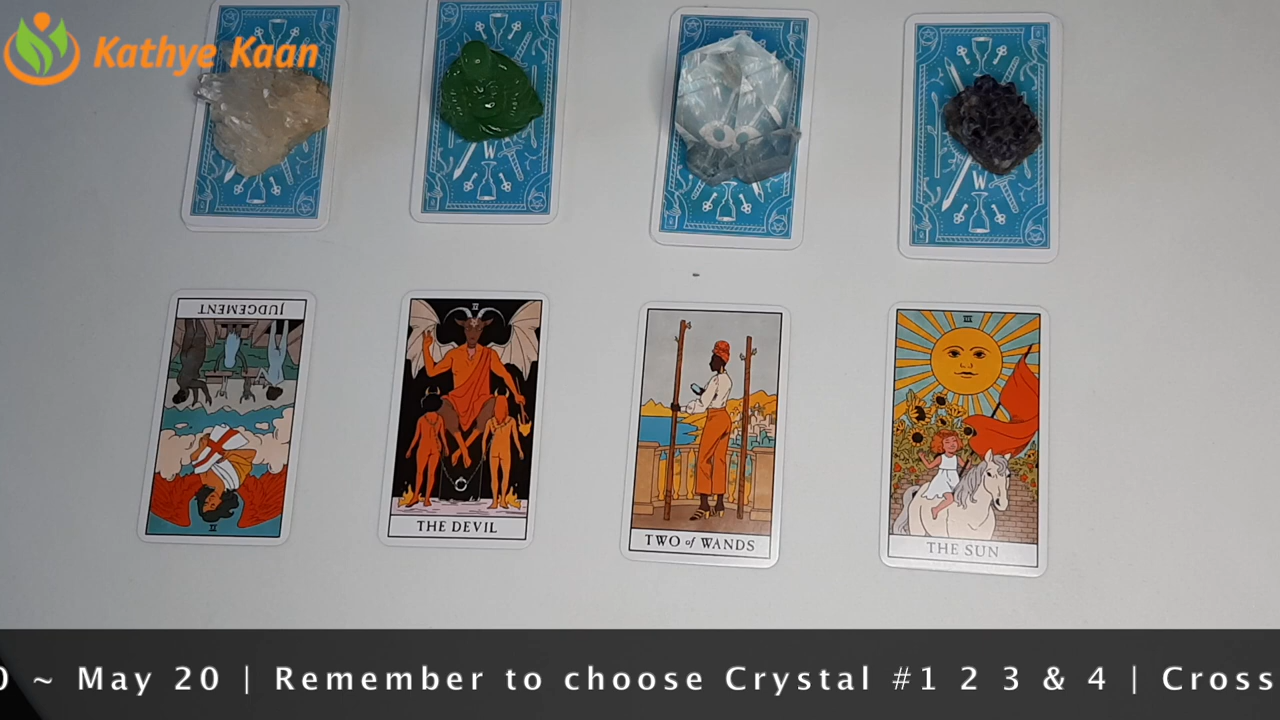 Kathye Kaan
W
W
JUDGEMENT
XX
THE DEVIL
TWO of WANDS
THE SUN
~ May 20 | Remember to choose Crystal #1 2 3 & 4 | Cross